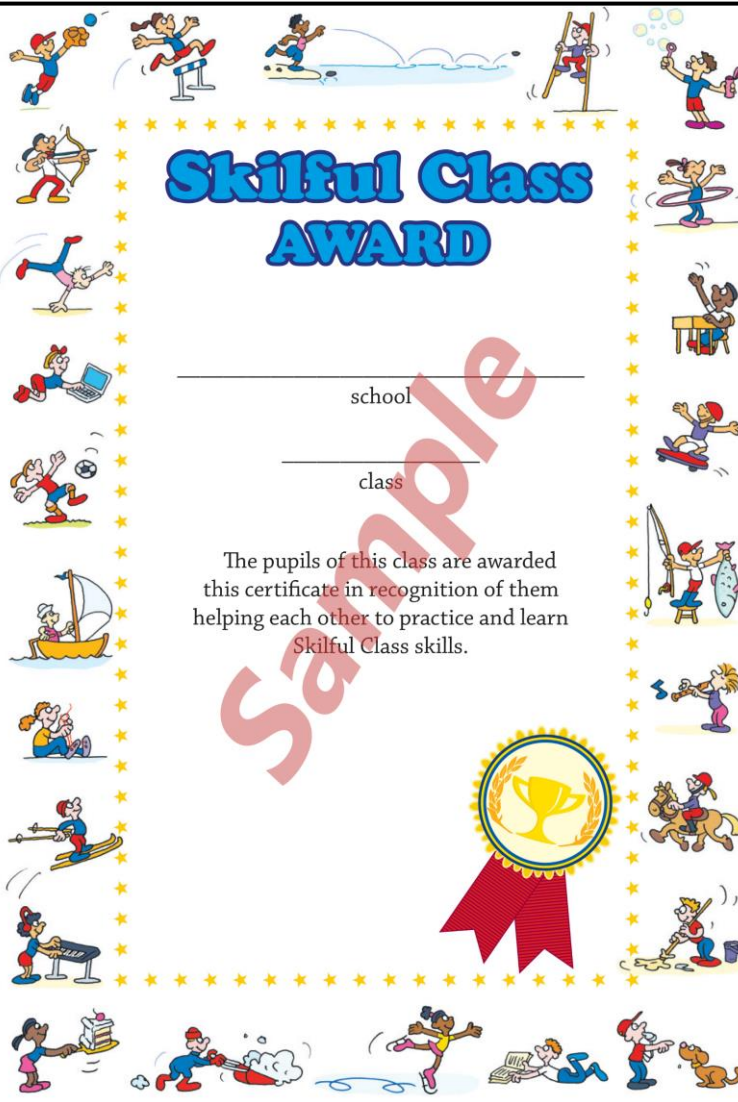 Skilful Class
AWARD
school
class
The pupils of this class are awarded
this certificate in recognition of them
helping each other to practice and learn
Skilful Class skills.
Sample